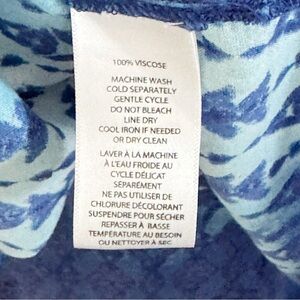 100% VISCOSE
MACHINE WASH
COLD SEPARATELY
GENTLE CYCLE
DO NOT BLEACH
LINE DRY
COOL IRON IF NEEDED
OR DRY CLEAN
LAVER À LA MACHINE
À L'EAU FROIDE AU
CYCLE DÉLICAT
SÉPARÉMENT
NE PAS UTILISER DE
CHLORURE DÉCOLORANT
SUSPENDRE POUR SÉCHER
REPASSER À BASSE
TEMPÉRATURE AU BESOIN
OU NETTOYER À SEC